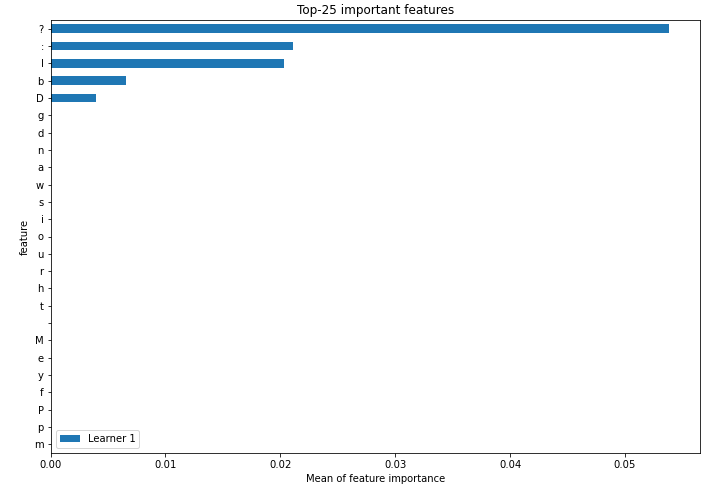 Top-25 important features
?
:
I
b
D
g
d
n
a
w
s
i
o
u
r
h
t
M
e
y
f
P
p
m
feature
Learner 1
0.00 0.01 0.02 0.03 0.04 0.05
Mean of feature importance